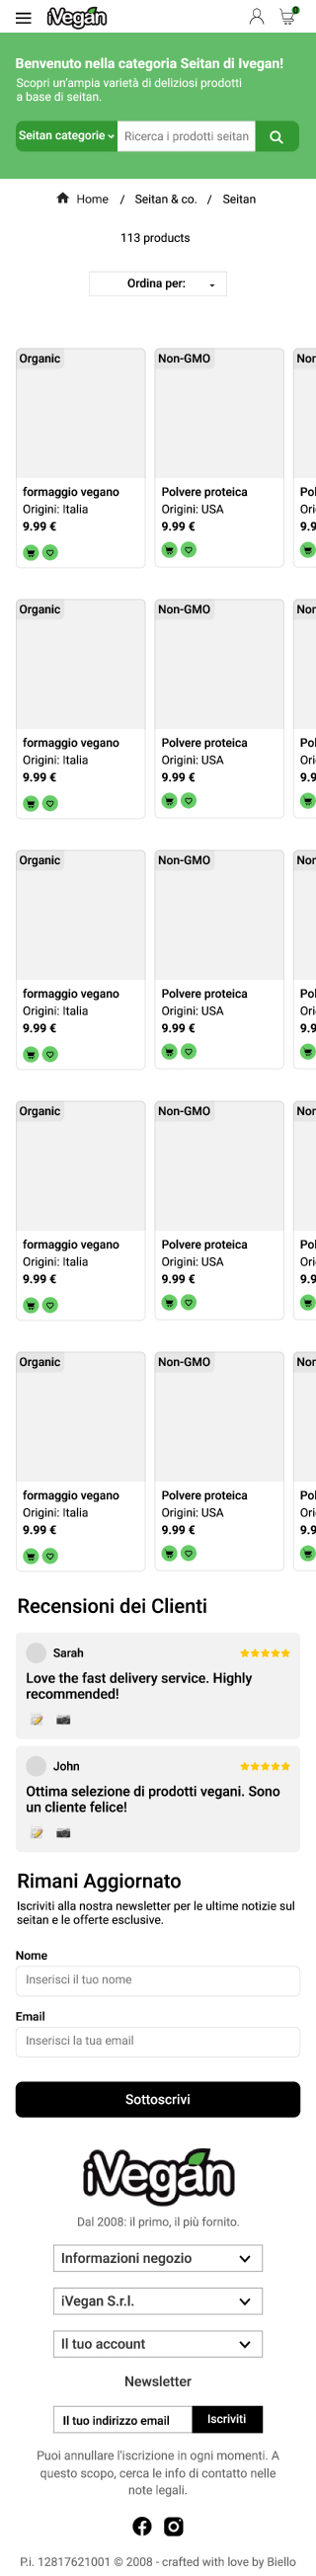 iVegan
0
Benvenuto nella categoria Seitan di Ivegan!
Scopri un'ampia varietà di deliziosi prodotti
a base di seitan.
Seitan categorie
Ricerca i prodotti seitan
Home / Seitan & co. / Seitan
113 products
Ordina per:
Organic
Non-GMO
Non
formaggio vegano
Polvere proteica
Pol
Origini: Italia
Origini: USA
Ori
9.99 €
9.99 €
9.9
Organic
Non-GMO
Non
formaggio vegano
Polvere proteica
Pol
Origini: Italia
Origini: USA
Ori
9.99 €
9.99 €
9.9
Organic
Non-GMO
Non
formaggio vegano
Polvere proteica
Pol
Origini: Italia
Origini: USA
Ori
9.99 €
9.99 €
9.9
Organic
Non-GMO
Non
formaggio vegano
Polvere proteica
Pol
Origini: Italia
Origini: USA
Ori
9.99 €
9.99 €
9.9
Organic
Non-GMO
Non
formaggio vegano
Polvere proteica
Pol
Origini: Italia
Origini: USA
Ori
9.99 €
9.99 €
9.9
Recensioni dei Clienti
Sarah
Love the fast delivery service. Highly
recommended!
John
Ottima selezione di prodotti vegani. Sono
un cliente felice!
Rimani Aggiornato
Iscriviti alla nostra newsletter per le ultime notizie sul
seitan e le offerte esclusive.
Nome
Inserisci il tuo nome
Email
Inserisci la tua email
Sottoscrivi
iVegan
Dal 2008: il primo, il più fornito.
Informazioni negozio
iVegan S.r.l.
Il tuo account
Newsletter
Il tuo indirizzo email
Iscriviti
Puoi annullare l'iscrizione in ogni momenti. A
questo scopo, cerca le info di contatto nelle
note legali.
P.i. 12817621001 © 2008 - crafted with love by Biello